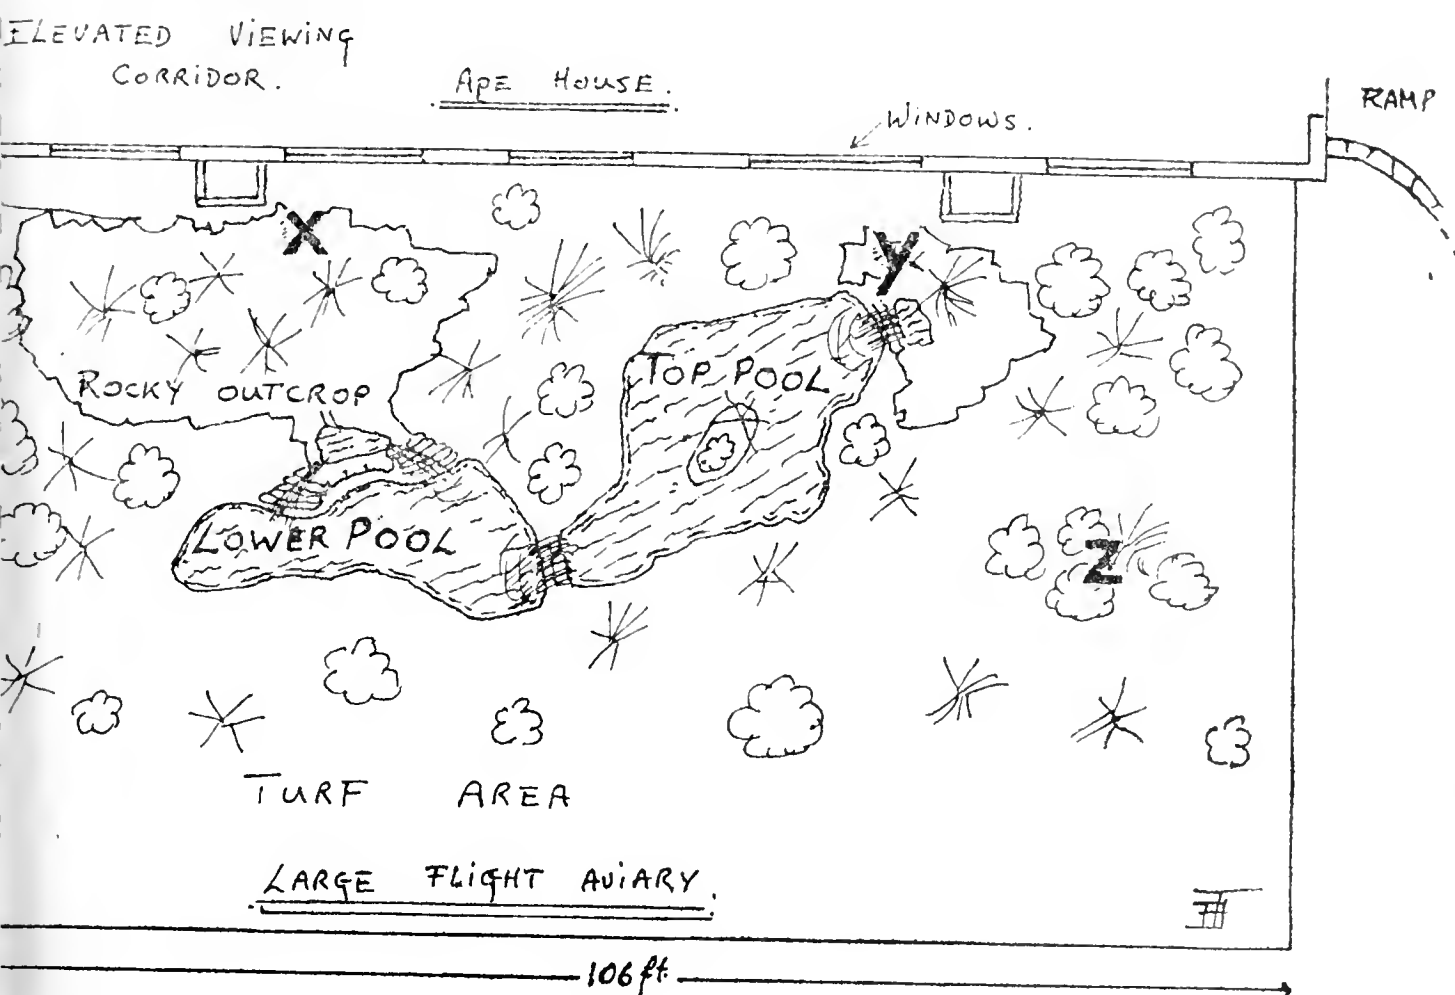 ELEVATED VIEWING
CORRIDOR.
APE HOUSE.
WINDOWS.
RAMP
X
Y
ROCKY OUTCROP
TOP POOL
LOWER POOL
Z
TURF AREA
LARGE FLIGHT AVIARY.
106 ft.